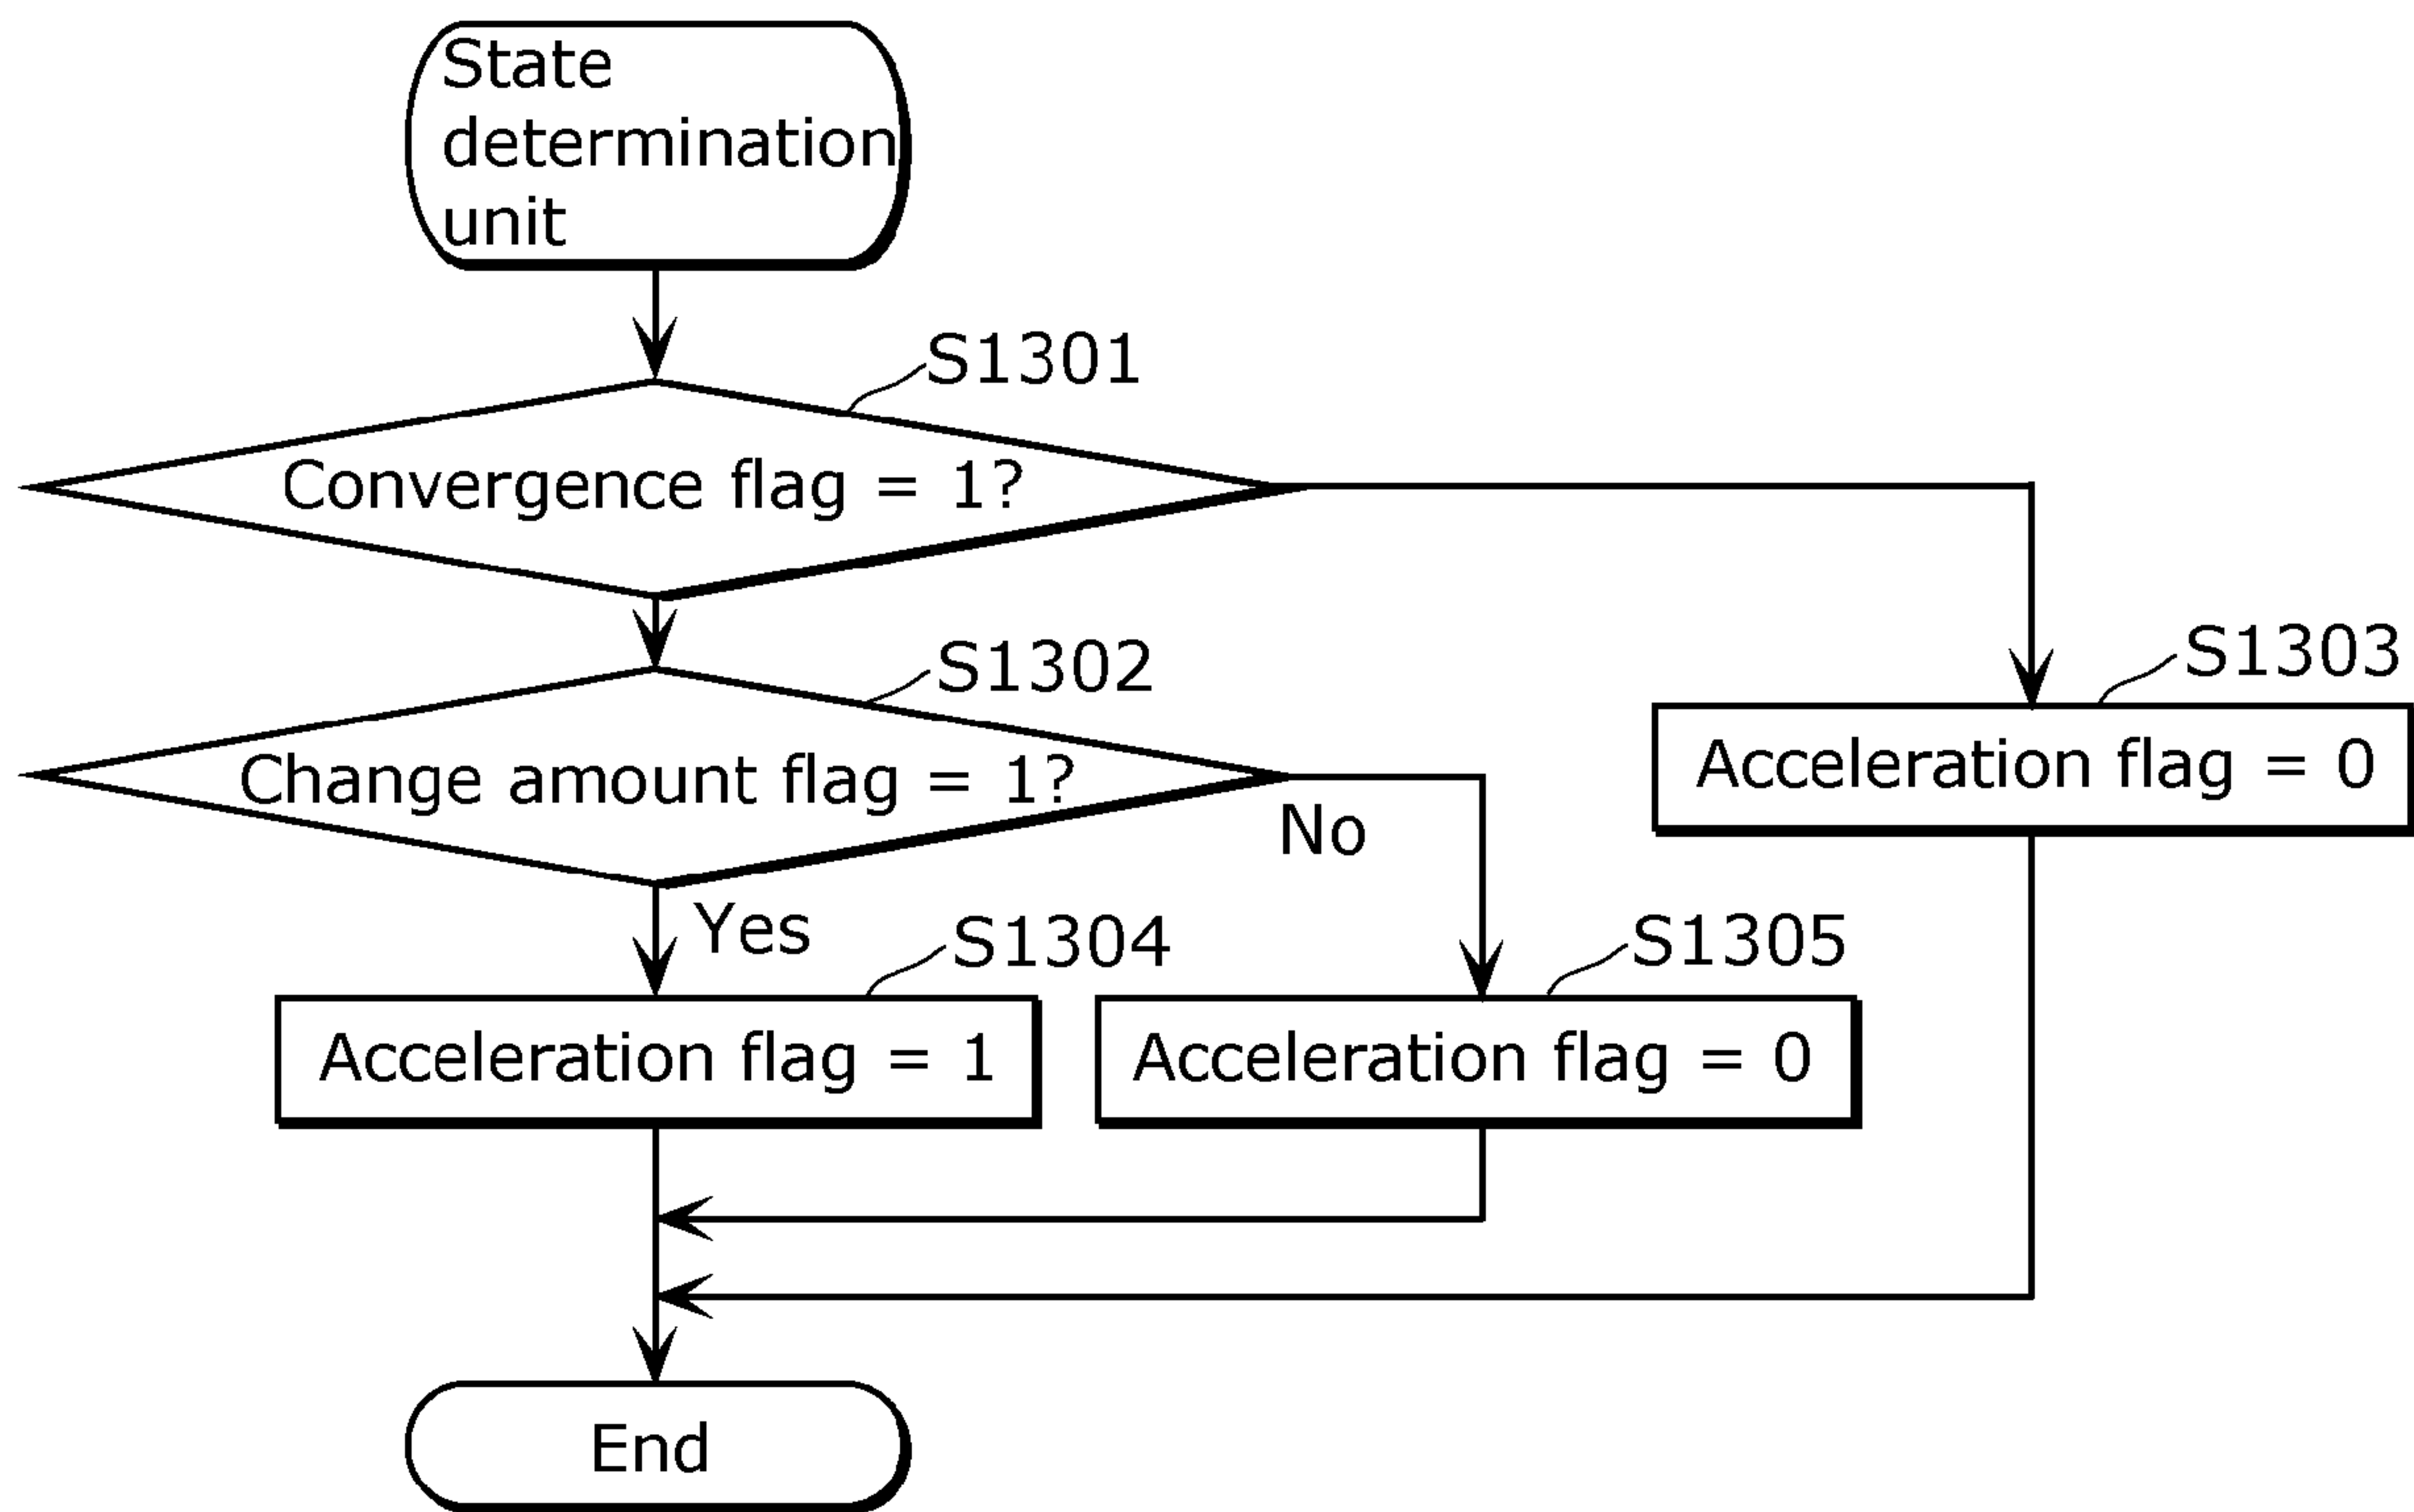 State
determination
unit
S1301
Convergence flag = 1?
S1302
Change amount flag = 1?
No
S1303
Acceleration flag = 0
Yes
S1304
Acceleration flag = 1
S1305
Acceleration flag = 0
End